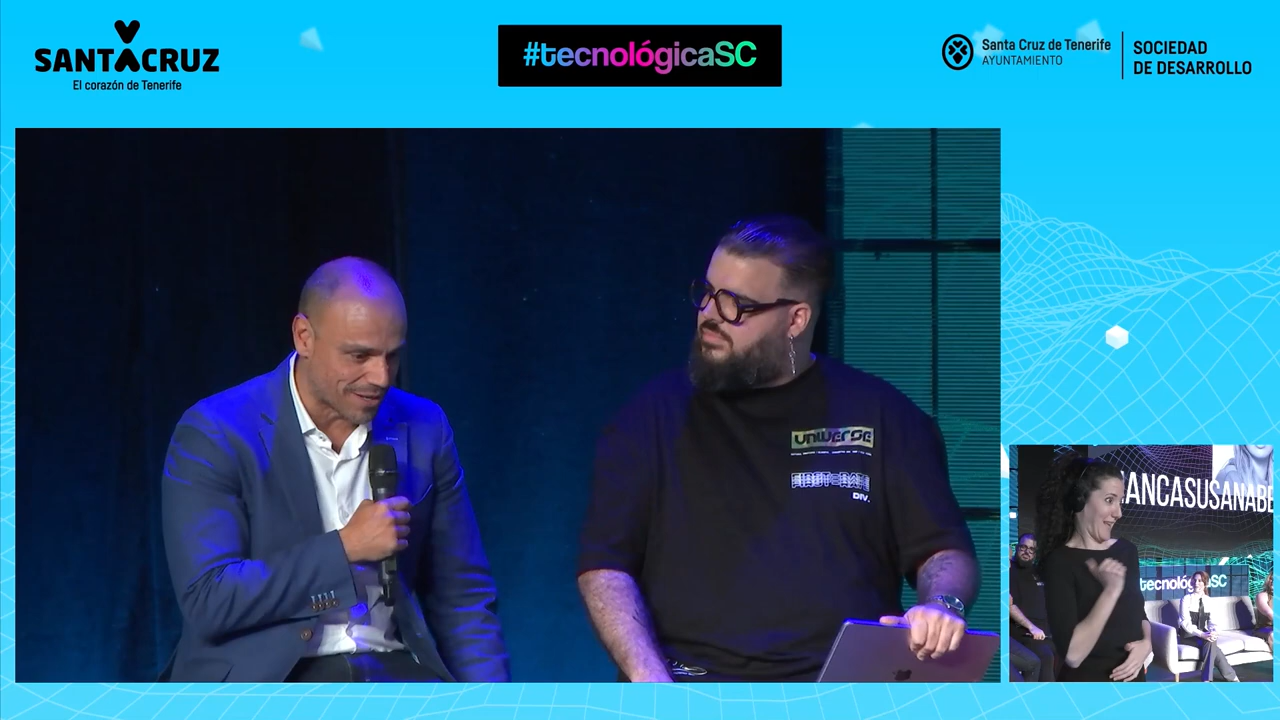 SANTACRUZ
El corazón de Tenerife
#tecnológicaSC
Santa Cruz de Tenerife
AYUNTAMIENTO
SOCIEDAD
DE DESARROLLO
UNIVERSE
DIV.
ANCASUSANABE
tecnológicaSC